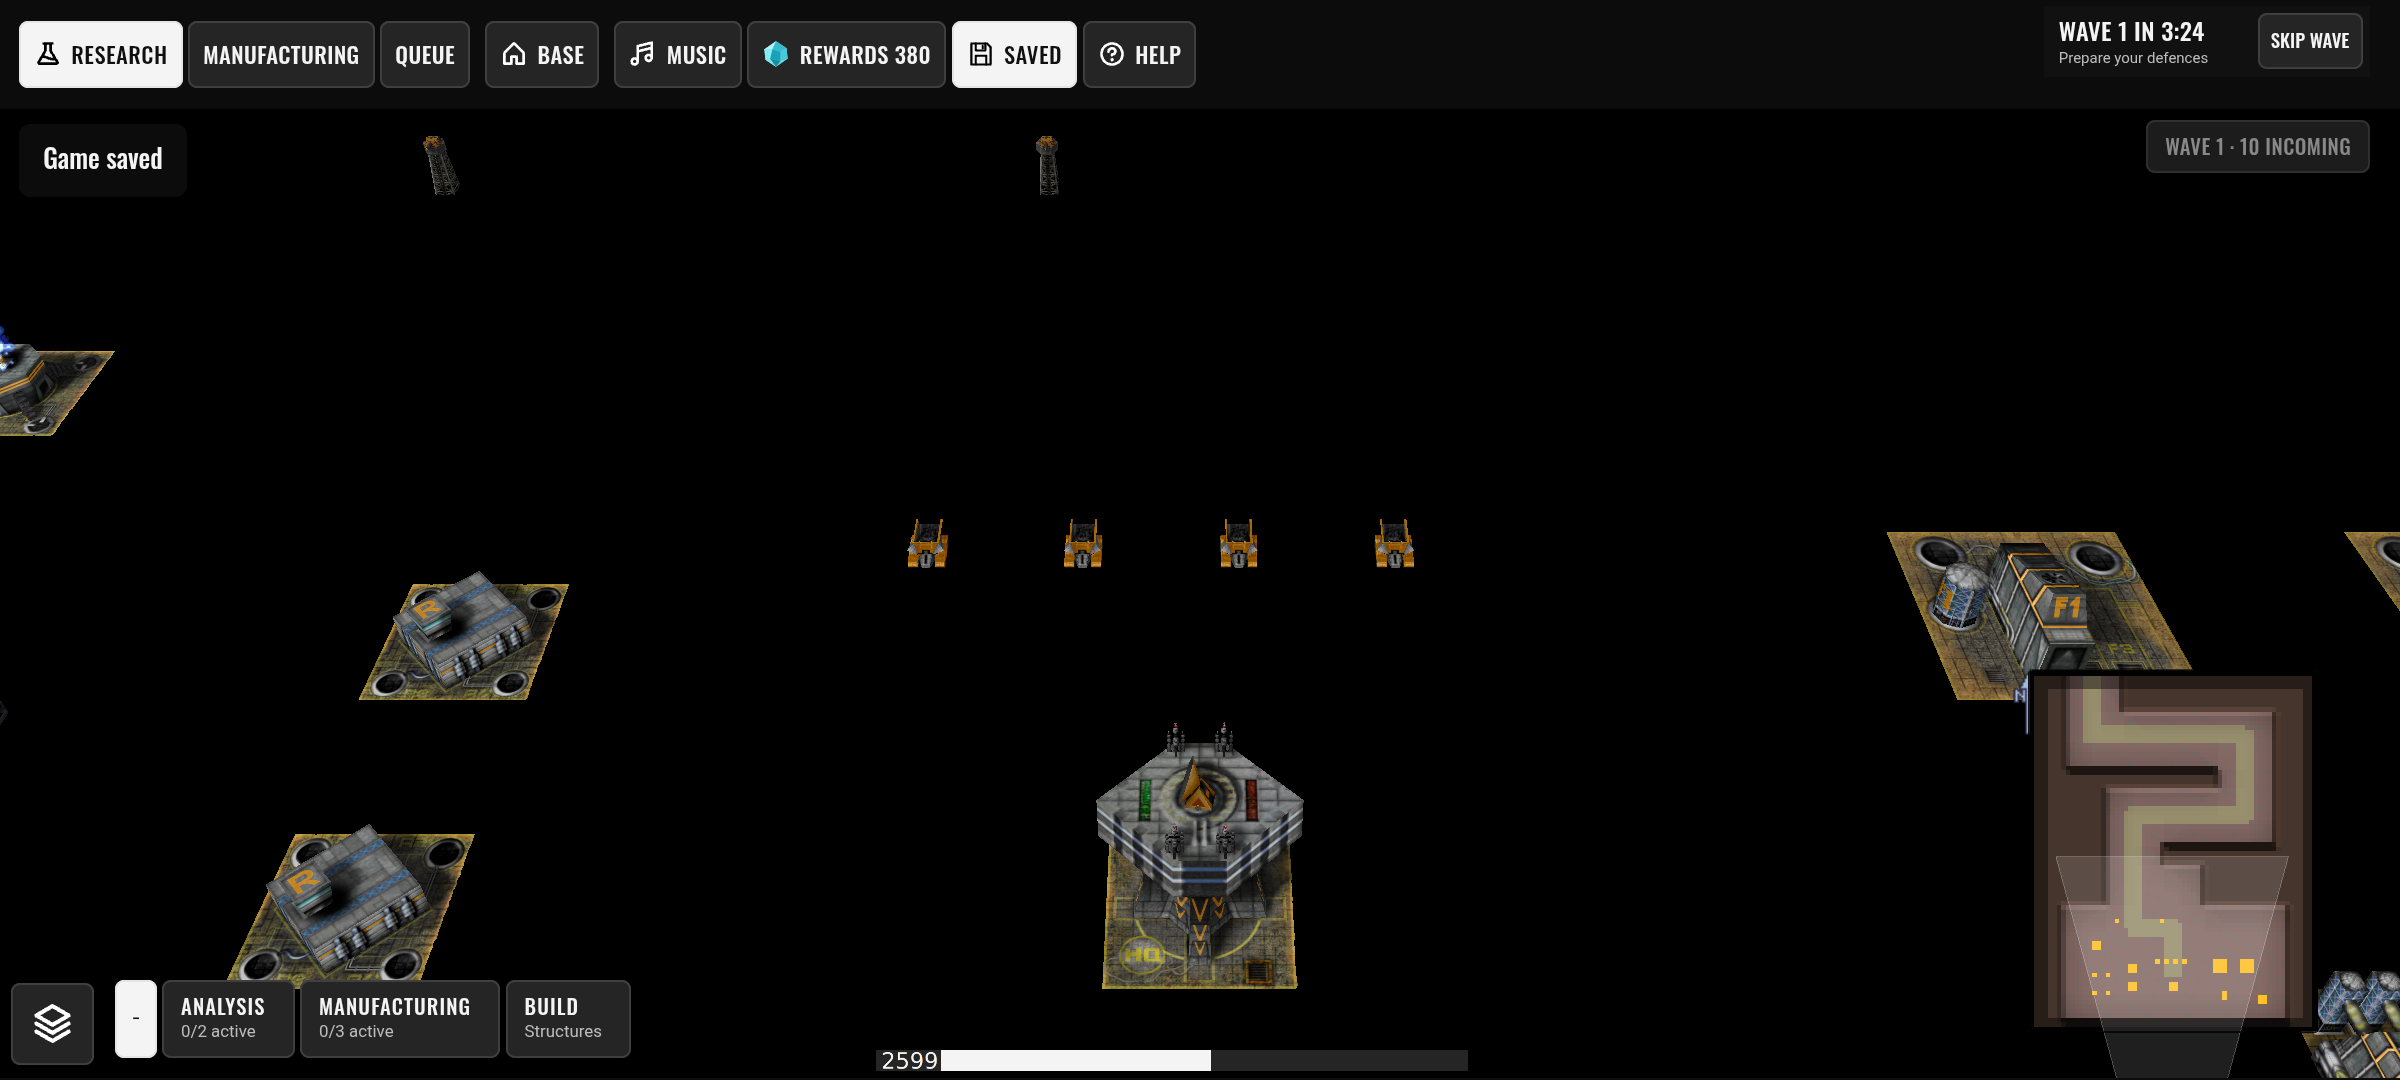 RESEARCH
MANUFACTURING
QUEUE
BASE
MUSIC
REWARDS 380
SAVED
HELP
WAVE 1 IN 3:24
Prepare your defences
SKIP WAVE
Game saved
WAVE 1 · 10 INCOMING
R
F1
N
R
HQ
-
ANALYSIS
0/2 active
MANUFACTURING
0/3 active
BUILD
Structures
2599